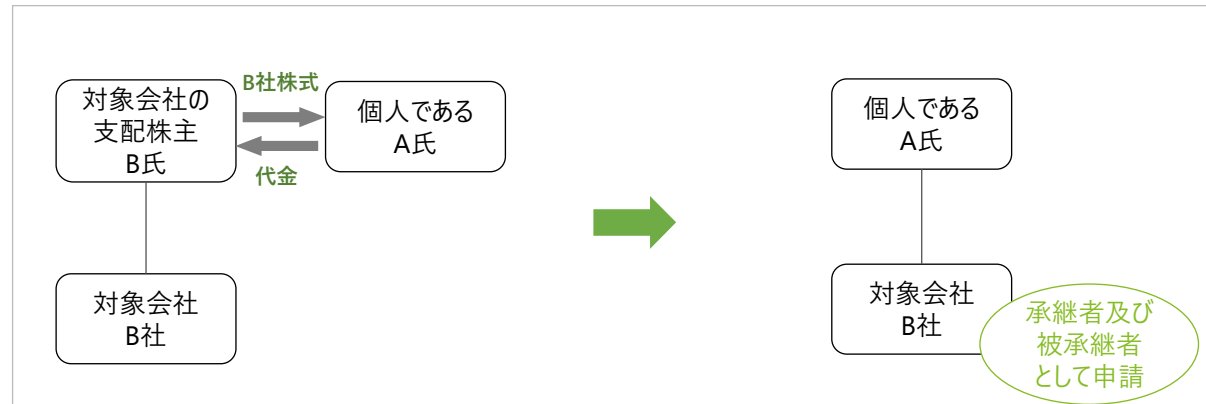 対象会社の
支配株主
B氏
B社株式
代金
個人である
A氏
対象会社
B社
個人である
A氏
対象会社
B社
承継者及び
被承継者
として申請